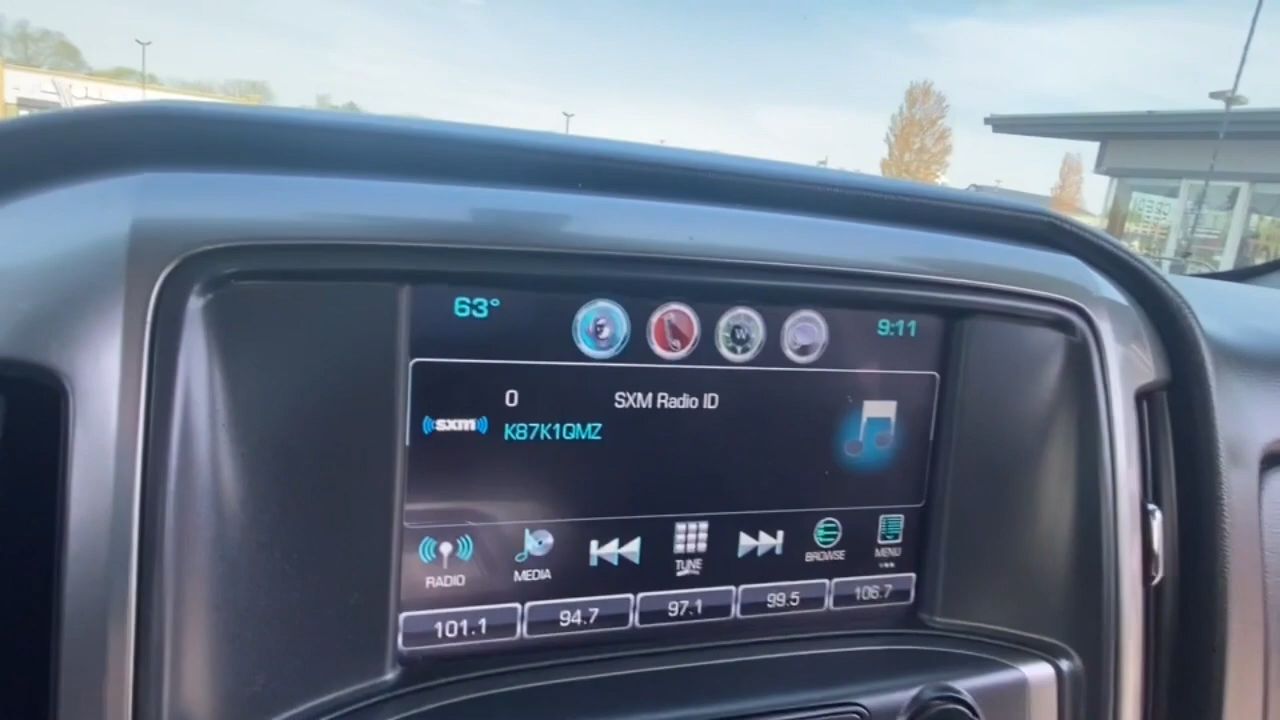 63°
W
9:11
0 SXM Radio ID
((sxm))
K87K1QMZ
RADIO
MEDIA
TUNE
BROWSE
MENU
101.1
94.7
97.1
99.5
106.7